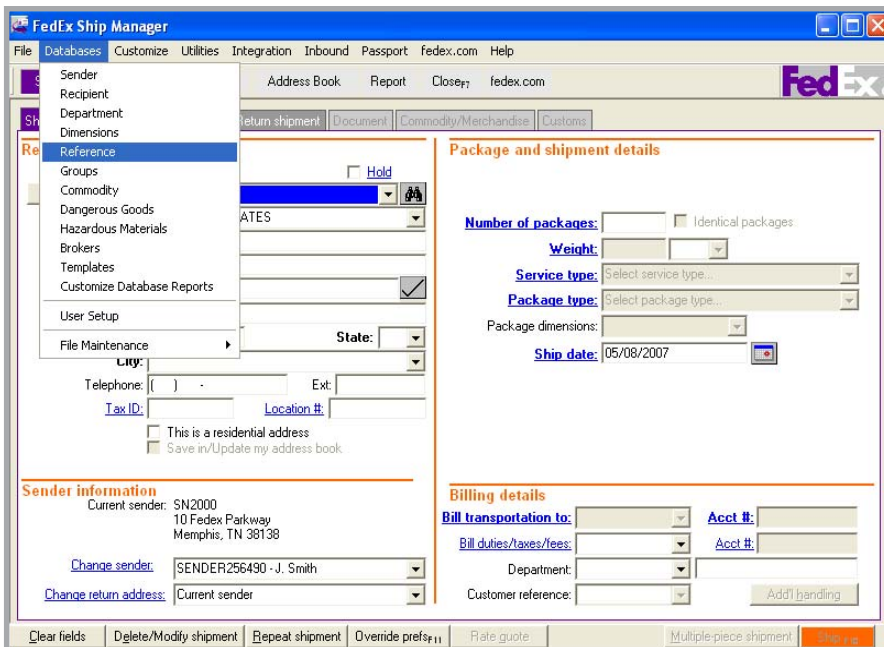 FedEx Ship Manager
File Databases Customize Utilities Integration Inbound Passport fedex.com Help
Address Book Report CloseF7 fedex.com
FedEx
Return shipment Document Commodity/Merchandise Customs
Sender
Recipient
Department
Dimensions
Reference
Groups
Commodity
Dangerous Goods
Hazardous Materials
Brokers
Templates
Customize Database Reports
User Setup
File Maintenance
Hold
State:
City:
Telephone: ( ) -
Ext:
Tax ID:
Location #:
This is a residential address
Save in/Update my address book
Package and shipment details
Number of packages:
Identical packages
Weight:
Service type: Select service type...
Package type: Select package type...
Package dimensions:
Ship date: 05/08/2007
Sender information
Current sender: SN2000
10 Fedex Parkway
Memphis, TN 38138
Change sender: SENDER256490 - J. Smith
Change return address: Current sender
Billing details
Bill transportation to:
Acct #:
Bill duties/taxes/fees:
Acct #:
Department:
Customer reference:
Add'l handling
Clear fields Delete/Modify shipment Repeat shipment Override prefsF11 Rate quote Multiple-piece shipment Ship F10